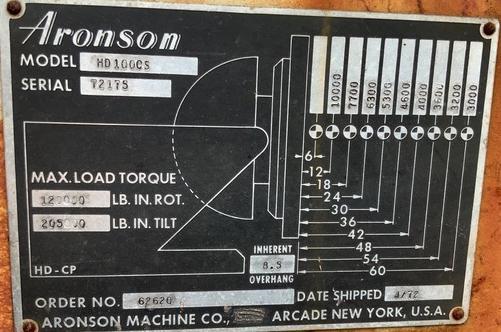 Aronson
MODEL HD100CS
SERIAL 72175
10000 7700 6300 5300 4600 4000 3600 3200 3000
6
12
18
24
30
36
42
48
54
60
MAX. LOAD TORQUE
LB. IN. ROT.
LB. IN. TILT
INHERENT
8.5
OVERHANG
HD-CP
ORDER NO. 62620
DATE SHIPPED 4/72
ARONSON MACHINE CO., ARCADE NEW YORK, U.S.A.